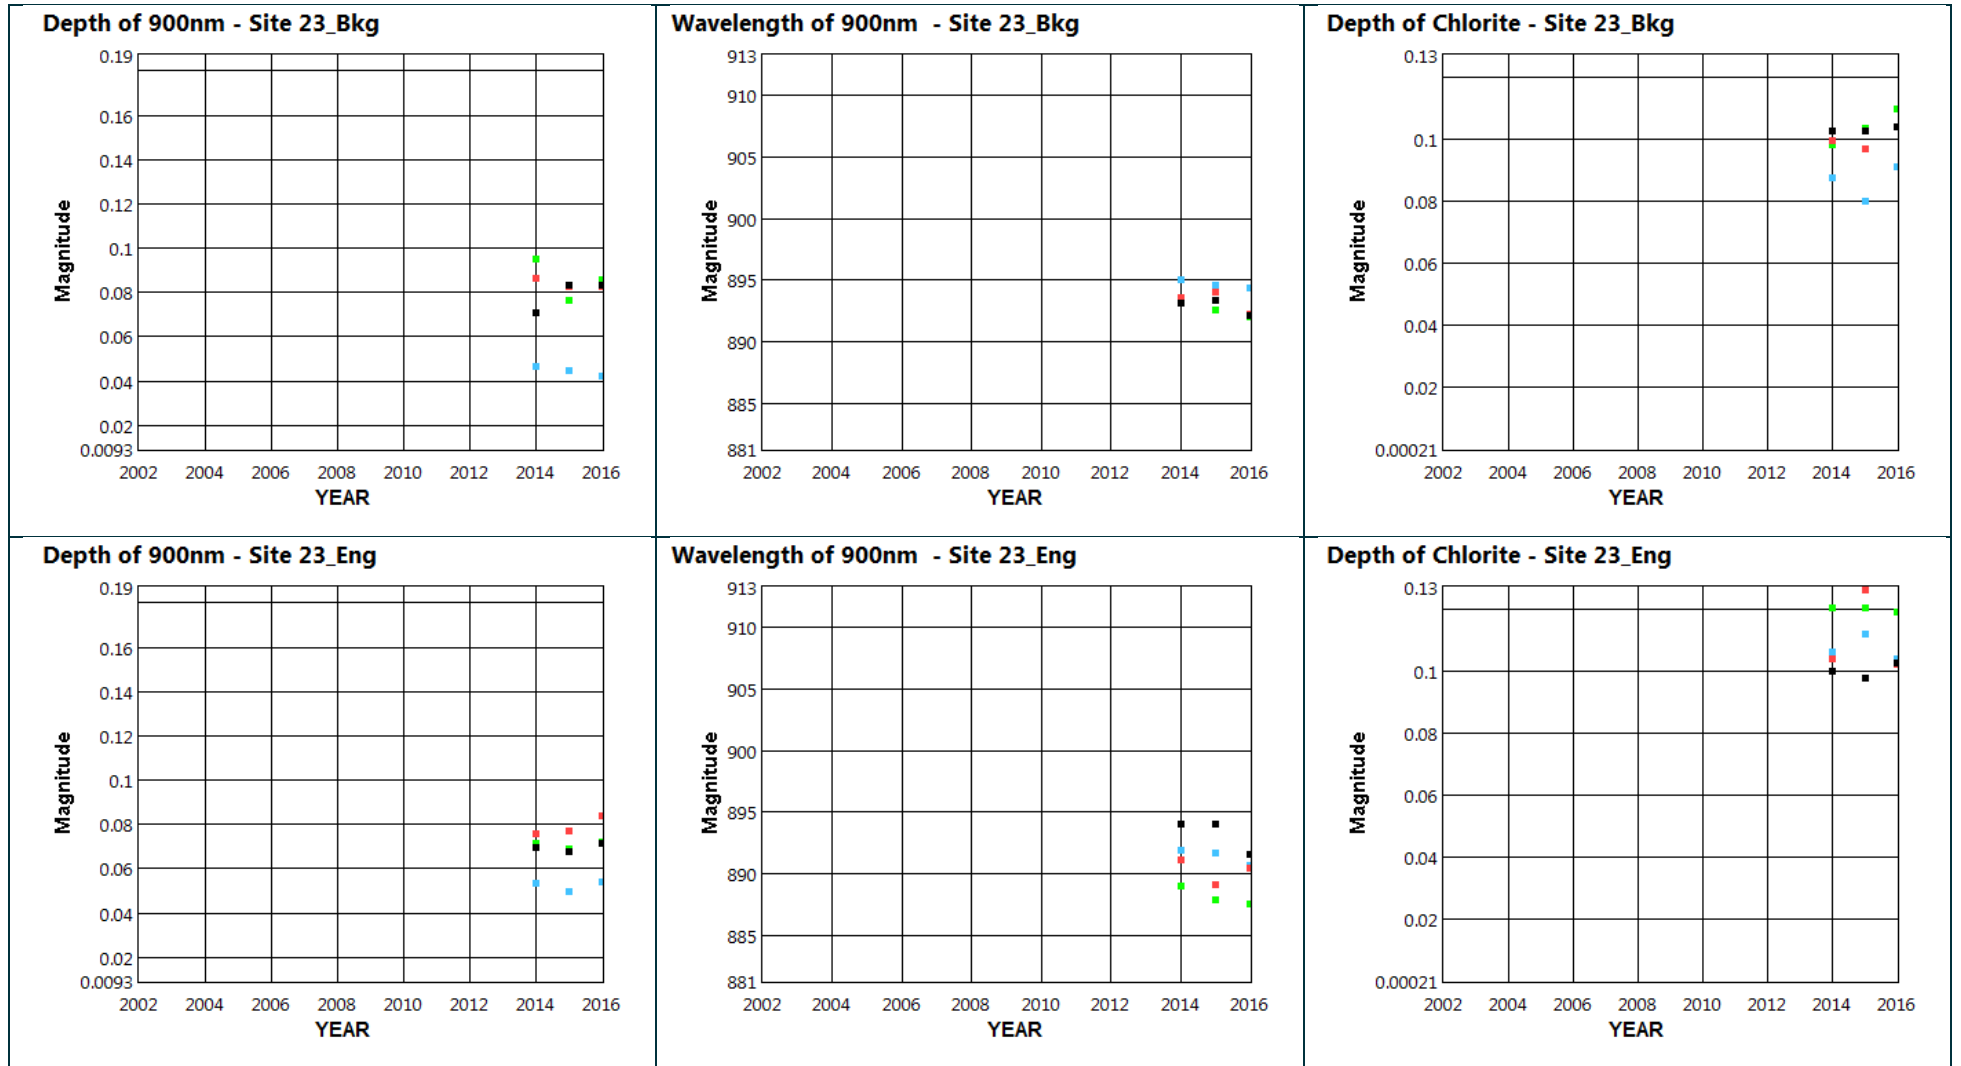 Depth of 900nm - Site 23_Bkg
0.19
0.16
0.14
0.12
0.1
0.08
0.06
0.04
0.02
0.0093
Magnitude
2002 2004 2006 2008 2010 2012 2014 2016
YEAR
Wavelength of 900nm - Site 23_Bkg
913
910
905
900
895
890
885
881
Magnitude
2002 2004 2006 2008 2010 2012 2014 2016
YEAR
Depth of Chlorite - Site 23_Bkg
0.13
0.1
0.08
0.06
0.04
0.02
0.00021
Magnitude
2002 2004 2006 2008 2010 2012 2014 2016
YEAR
Depth of 900nm - Site 23_Eng
0.19
0.16
0.14
0.12
0.1
0.08
0.06
0.04
0.02
0.0093
Magnitude
2002 2004 2006 2008 2010 2012 2014 2016
YEAR
Wavelength of 900nm - Site 23_Eng
913
910
905
900
895
890
885
881
Magnitude
2002 2004 2006 2008 2010 2012 2014 2016
YEAR
Depth of Chlorite - Site 23_Eng
0.13
0.1
0.08
0.06
0.04
0.02
0.00021
Magnitude
2002 2004 2006 2008 2010 2012 2014 2016
YEAR